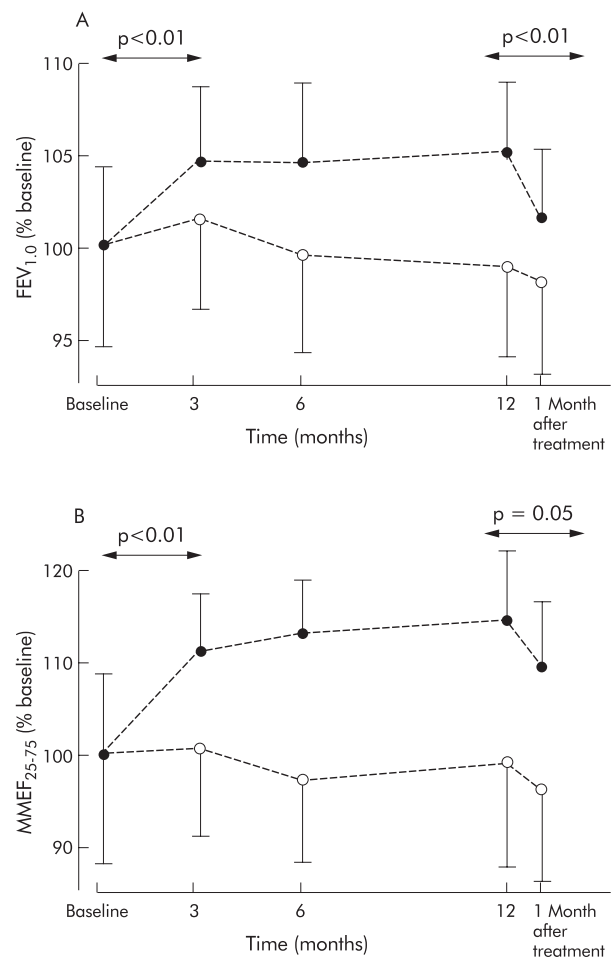 A
p<0.01
p<0.01
110
105
100
95
FEV1.0 (% baseline)
Baseline 3 6 12 1 Month
after
treatment
Time (months)
B
p<0.01
p = 0.05
120
110
100
90
MMEF25-75 (% baseline)
Baseline 3 6 12 1 Month
after
treatment
Time (months)